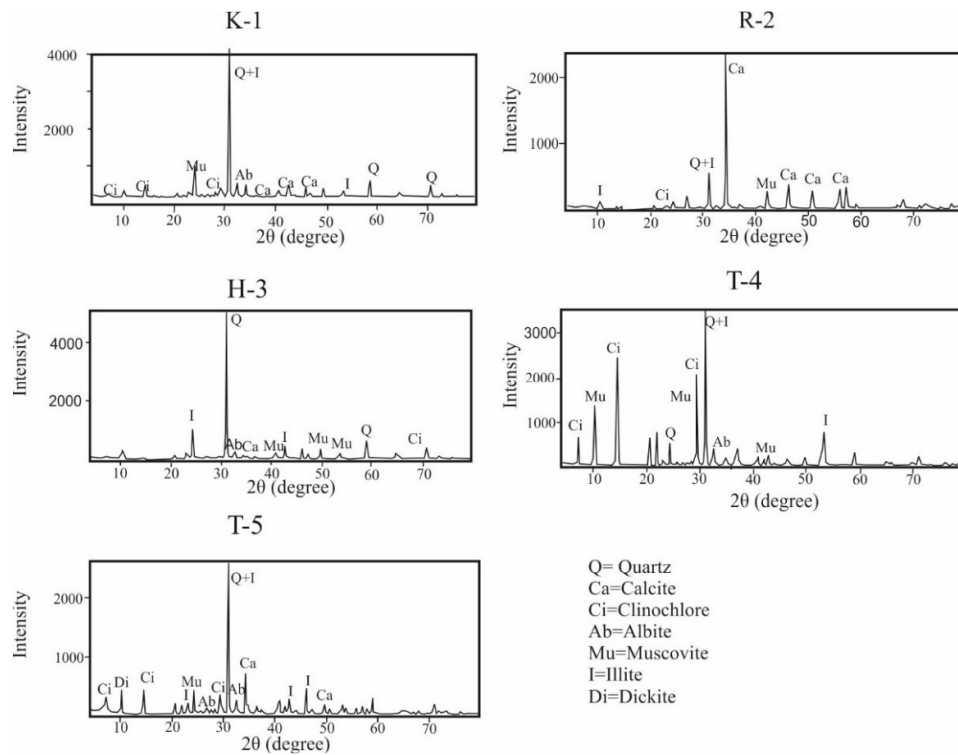 K-1
4000
2000
Intensity
Q+I
Mu
Ci
Ci
Ci
Ab
Ca
Ca
Ca
I
Q
Q
10 20 30 40 50 60 70
2θ (degree)
R-2
2000
1000
Intensity
Ca
Q+I
I
Ci
Mu
Ca
Ca
Ca
10 20 30 40 50 60 70
2θ (degree)
H-3
4000
2000
Intensity
Q
I
Ab
Ca
Mu
I
Mu
Mu
Q
Ci
10 20 30 40 50 60 70
2θ (degree)
T-4
3000
2000
1000
Intensity
Q+I
Ci
Ci
Mu
Mu
Ci
Q
Ab
Mu
I
10 20 30 40 50 60 70
2θ (degree)
T-5
2000
1000
Intensity
Q+I
Ci
Di
Ci
Mu
I
Ab
Ci
Ab
Ca
I
I
Ca
10 20 30 40 50 60 70
2θ (degree)
Q= Quartz
Ca=Calcite
Ci=Clinochlore
Ab=Albite
Mu=Muscovite
I=Illite
Di=Dickite